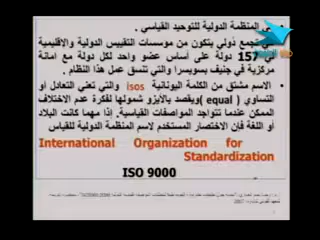 المنظمة الدولية للتوحيد القياسي .
تجمع دولي يتكون من مؤسسات التقييس الدولية والاقليمية
157 دولة على أساس عضو واحد لكل دولة مع امانة
مركزية في جنيف بسويسرا والتي تنسق عمل هذا النظام .
الاسم مشتق من الكلمة اليونانية isos والتي تعني التعادل أو
التساوي ( equal ) ويقصد بالايزو شمولها لفكرة عدم الاختلاف
الممكن عندما تتواجد المواصفات القياسية. إذا مهما كانت البلاد
أو اللغة فإن الاختصار المستخدم لاسم المنظمة الدولية للقياس
International Organization for
Standardization
ISO 9000